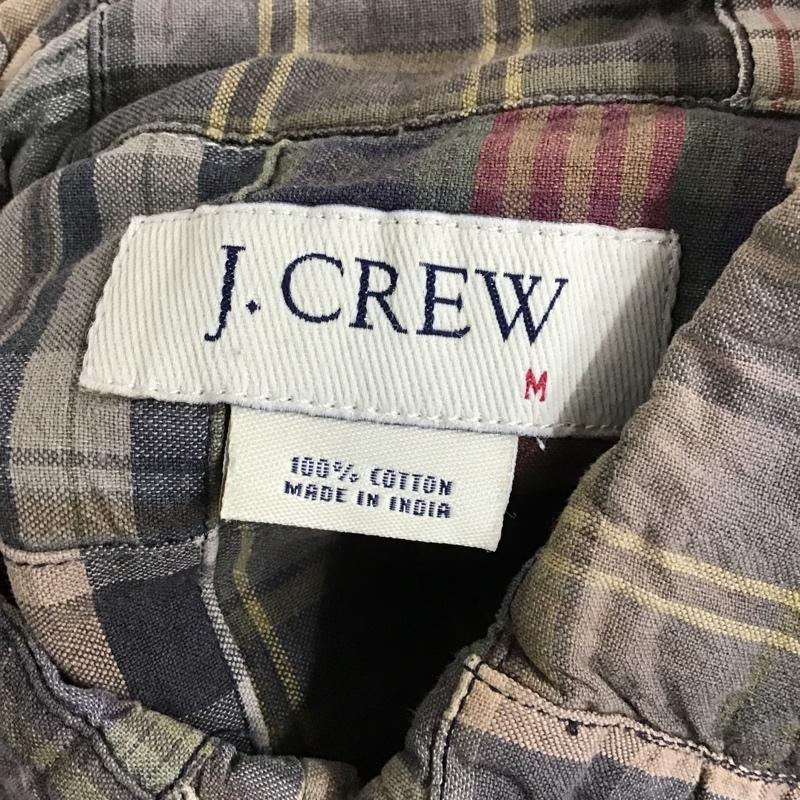 J. CREW
M
100% COTTON
MADE IN INDIA